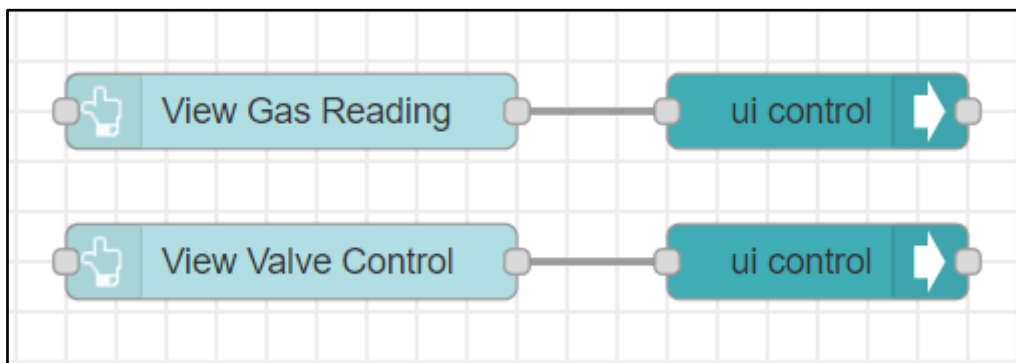 View Gas Reading
ui control
View Valve Control
ui control